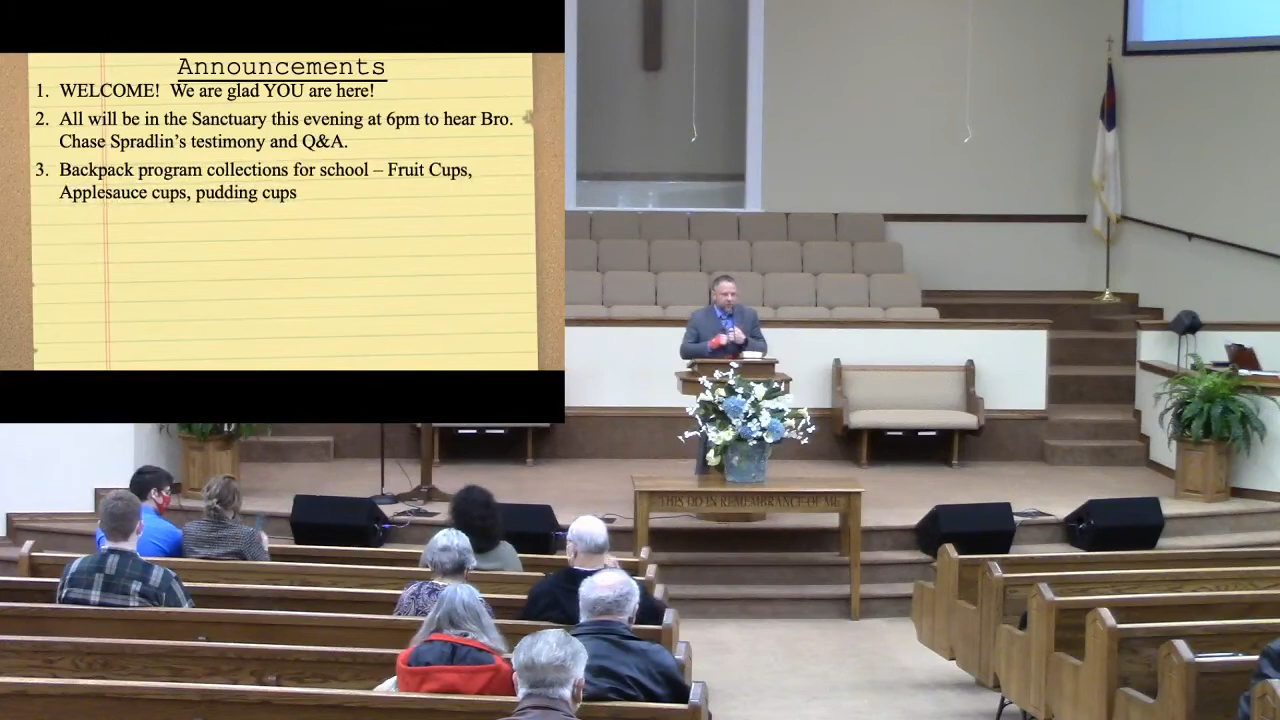 Announcements
1. WELCOME! We are glad YOU are here!
2. All will be in the Sanctuary this evening at 6pm to hear Bro.
Chase Spradlin's testimony and Q&A.
3. Backpack program collections for school – Fruit Cups,
Applesauce cups, pudding cups
THIS DO IN REMEMBRANCE OF ME